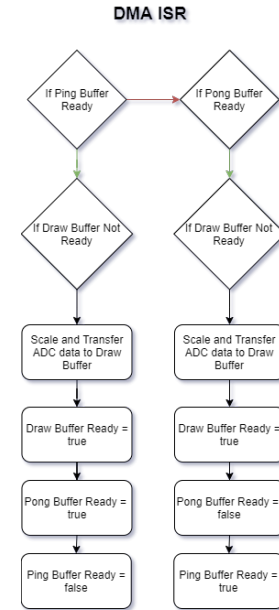 DMA ISR
If Ping Buffer
Ready
If Pong Buffer
Ready
If Draw Buffer Not
Ready
If Draw Buffer Not
Ready
Scale and Transfer
ADC data to Draw
Buffer
Scale and Transfer
ADC data to Draw
Buffer
Draw Buffer Ready =
true
Draw Buffer Ready =
true
Pong Buffer Ready =
true
Pong Buffer Ready =
false
Ping Buffer Ready =
false
Ping Buffer Ready =
true